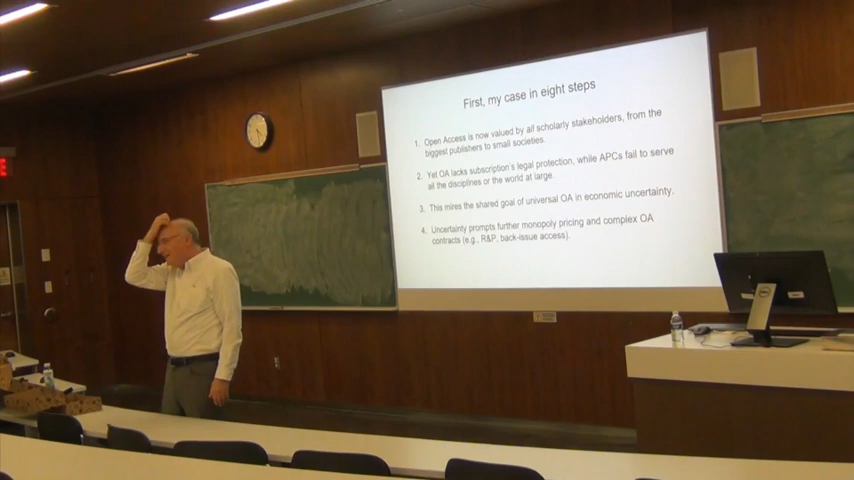 First, my case in eight steps
1. Open Access is now valued by all scholarly stakeholders, from the
biggest publishers to small societies.
2. Yet OA lacks subscription's legal protection, while APCs fail to serve
all the disciplines or the world at large.
3. This mires the shared goal of universal OA in economic uncertainty.
4. Uncertainty prompts further monopoly pricing and complex OA
contracts (e.g., R&P, back-issue access).
DELL